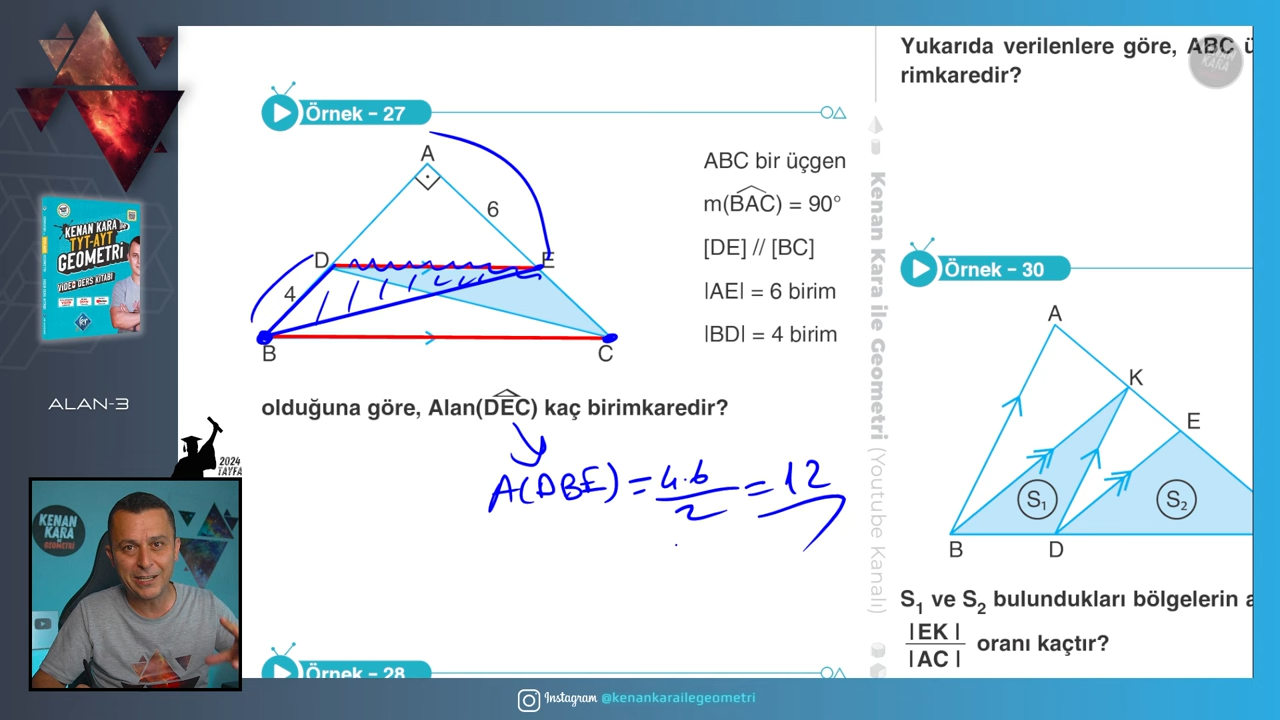 KENAN KARA
TYT-AYT
GEOMETRİ
VİDEO DERS KİTABI
ALAN-3
2024
TAYFA
KENAN
KARA
GEOMETRİ
Örnek – 27
A
6
D
E
4
B
C
ABC bir üçgen
m(BAC) = 90°
[DE] // [BC]
|AE| = 6 birim
|BD| = 4 birim
olduğuna göre, Alan(DEC) kaç birimkaredir?
A(DBE) = 4.6/2 = 12
Örnek – 28
Kenan Kara ile Geometri (Youtube Kanalı)
Yukarıda verilenlere göre, ABC ü
rimkaredir?
KENAN
KARA
Örnek – 30
A
K
E
S1
S2
B
D
S1 ve S2 bulundukları bölgelerin a
|EK|
|AC|
oranı kaçtır?
Instagram @kenankarailegeometri